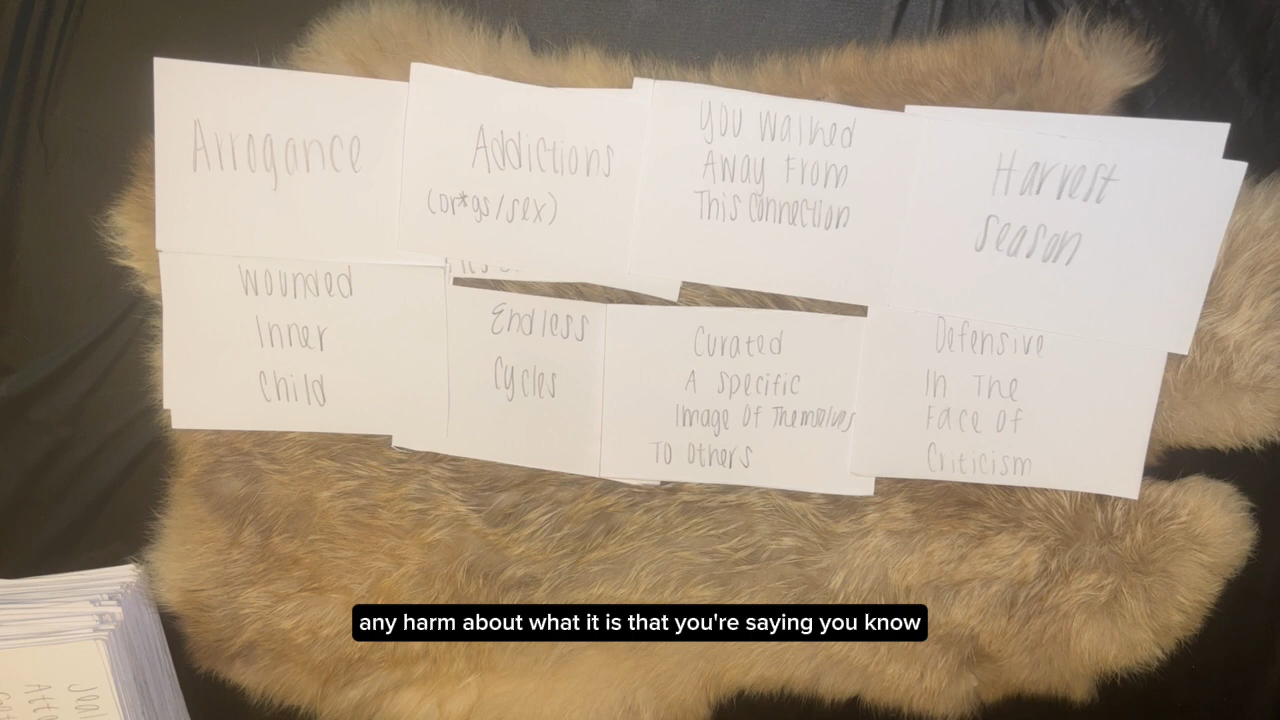 Arrogance
Addictions
(Dr*gs/sex)
You Walked
Away From
This Connection
Harvest
Season
Wounded
Inner
Child
Endless
Cycles
Curated
A Specific
Image Of Themselves
To Others
Defensive
In The
Face Of
Criticism
any harm about what it is that you're saying you know